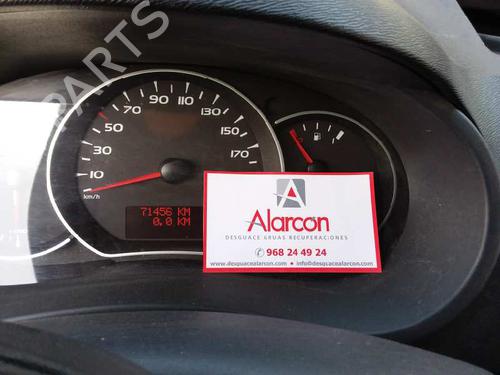 PARTS
10
30
50
70
90
110
130
150
170
km/h
71456 KM
0.0 KM
Alarcon
DESGUACE GRUAS RECUPERACIONES
968 24 49 24
www.desguacealarcon.com
info@desguacealarcon.com